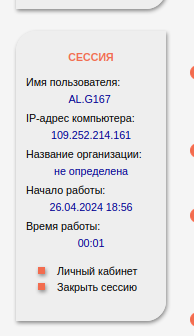 СЕССИЯ
Имя пользователя:
AL.G167
IP-адрес компьютера:
109.252.214.161
Название организации:
не определена
Начало работы:
26.04.2024 18:56
Время работы:
00:01
Личный кабинет
Закрыть сессию